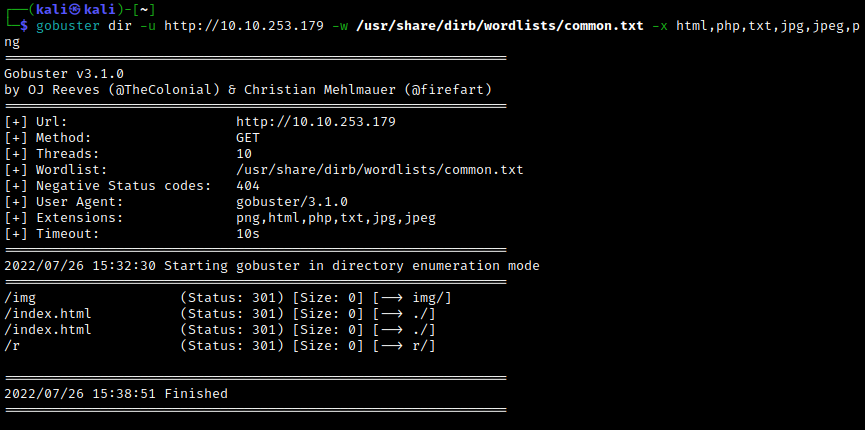 ┌──(kali㉿kali)-[~]
└─$ gobuster dir -u http://10.10.253.179 -w /usr/share/dirb/wordlists/common.txt -x html,php,txt,jpg,jpeg,p
ng
===============================================================
Gobuster v3.1.0
by OJ Reeves (@TheColonial) & Christian Mehlmauer (@firefart)
===============================================================
[+] Url:                     http://10.10.253.179
[+] Method:                  GET
[+] Threads:                 10
[+] Wordlist:                /usr/share/dirb/wordlists/common.txt
[+] Negative Status codes:   404
[+] User Agent:              gobuster/3.1.0
[+] Extensions:              png,html,php,txt,jpg,jpeg
[+] Timeout:                 10s
===============================================================
2022/07/26 15:32:30 Starting gobuster in directory enumeration mode
===============================================================
/img                  (Status: 301) [Size: 0] [--> img/]
/index.html           (Status: 301) [Size: 0] [--> ./]
/index.html           (Status: 301) [Size: 0] [--> ./]
/r                    (Status: 301) [Size: 0] [--> r/]
===============================================================
2022/07/26 15:38:51 Finished
===============================================================